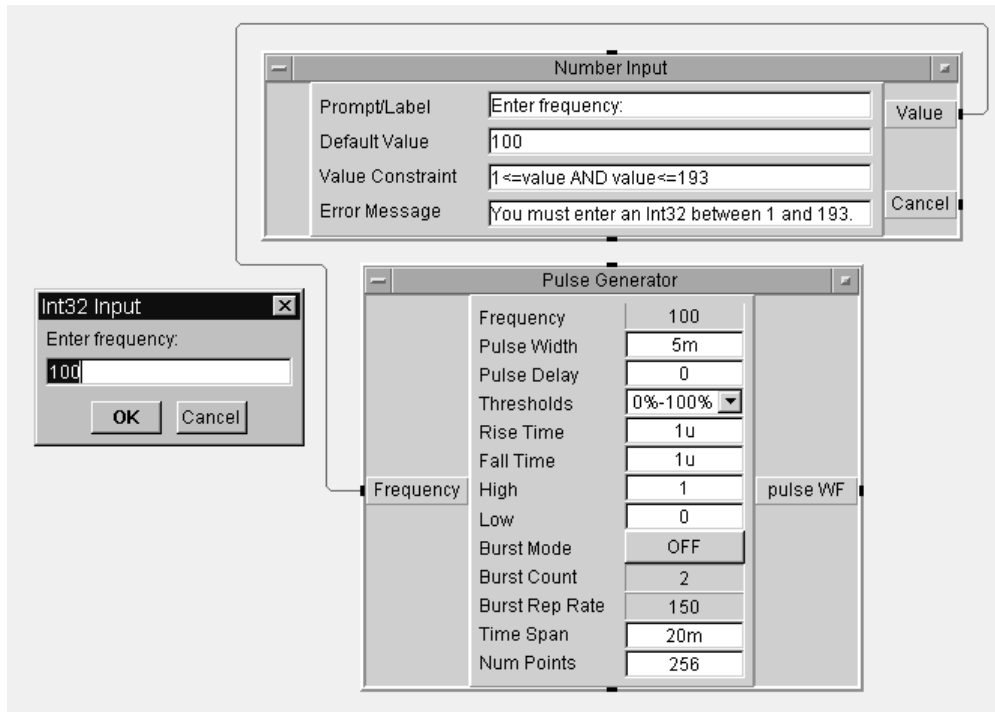 Number Input
Prompt/Label Enter frequency:
Value
Default Value 100
Value Constraint 1<=value AND value<=193
Error Message You must enter an Int32 between 1 and 193.
Cancel
Int32 Input
Enter frequency:
100
OK Cancel
Pulse Generator
Frequency 100
Pulse Width 5m
Pulse Delay 0
Thresholds 0%-100%
Rise Time 1u
Fall Time 1u
Frequency High 1 pulse WF
Low 0
Burst Mode OFF
Burst Count 2
Burst Rep Rate 150
Time Span 20m
Num Points 256